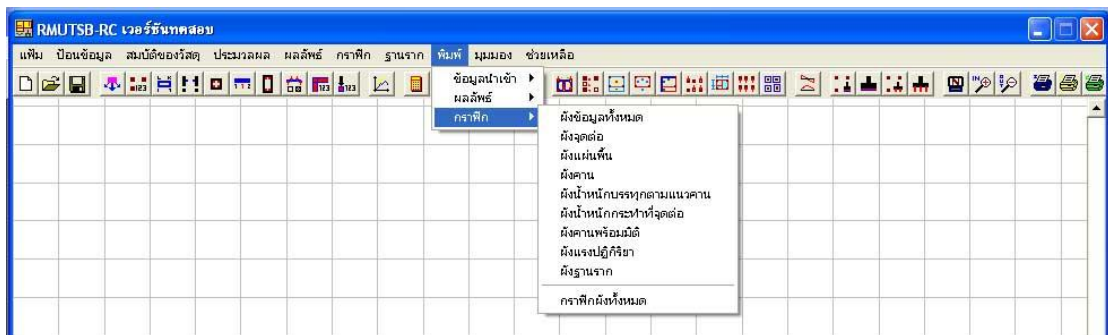 RMUTSB-RC เวอร์ชันทดสอบ
แฟ้ม ป้อนข้อมูล สมบัติของวัสดุ ประมวลผล ผลลัพธ์ กราฟิก ฐานราก พิมพ์ มุมมอง ช่วยเหลือ
ข้อมูลนำเข้า
ผลลัพธ์
กราฟิก
ผังข้อมูลทั้งหมด
ผังจุดต่อ
ผังแผ่นพื้น
ผังคาน
ผังน้ำหนักบรรทุกตามแนวคาน
ผังน้ำหนักกระทำที่จุดต่อ
ผังคานพร้อมมิติ
ผังแรงปฏิกิริยา
ผังฐานราก
กราฟิกผังทั้งหมด